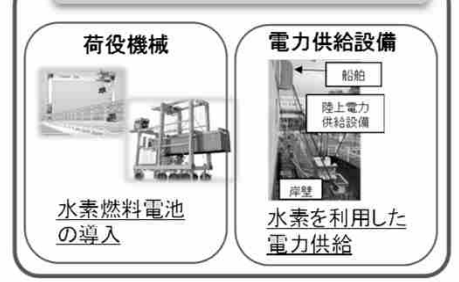 荷役機械
水素燃料電池
の導入
電力供給設備
船舶
陸上電力
供給設備
岸壁
水素を利用した
電力供給